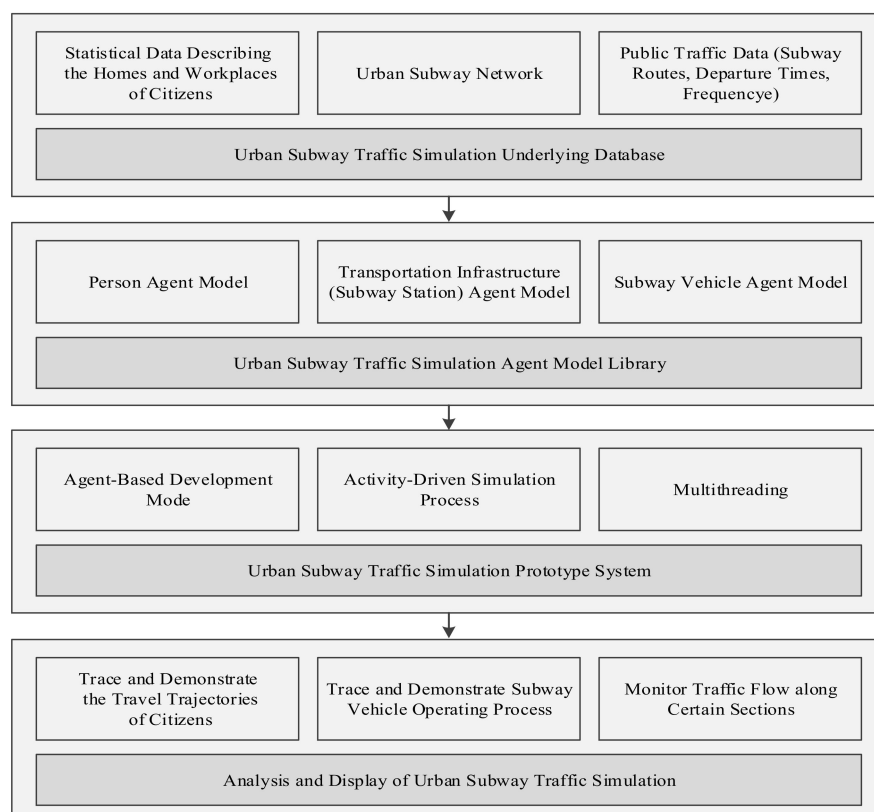 Statistical Data Describing
the Homes and Workplaces
of Citizens
Urban Subway Network
Public Traffic Data (Subway
Routes, Departure Times,
Frequencye)
Urban Subway Traffic Simulation Underlying Database
Person Agent Model
Transportation Infrastructure
(Subway Station) Agent Model
Subway Vehicle Agent Model
Urban Subway Traffic Simulation Agent Model Library
Agent-Based Development
Mode
Activity-Driven Simulation
Process
Multithreading
Urban Subway Traffic Simulation Prototype System
Trace and Demonstrate
the Travel Trajectories
of Citizens
Trace and Demonstrate Subway
Vehicle Operating Process
Monitor Traffic Flow along
Certain Sections
Analysis and Display of Urban Subway Traffic Simulation